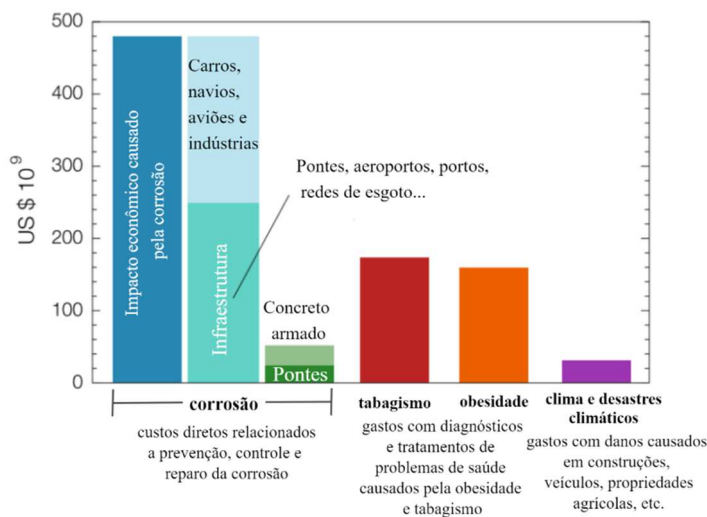 US $ 10⁹
500
400
300
200
100
0
Impacto econômico causado
pela corrosão
Carros,
navios,
aviões e
indústrias
Infraestrutura
Pontes, aeroportos, portos,
redes de esgoto...
Concreto
armado
Pontes
corrosão
custos diretos relacionados
a prevenção, controle e
reparo da corrosão
tabagismo
obesidade
gastos com diagnósticos
e tratamentos de
problemas de saúde
causados pela obesidade
e tabagismo
clima e desastres
climáticos
gastos com danos causados
em construções,
veículos, propriedades
agrícolas, etc.